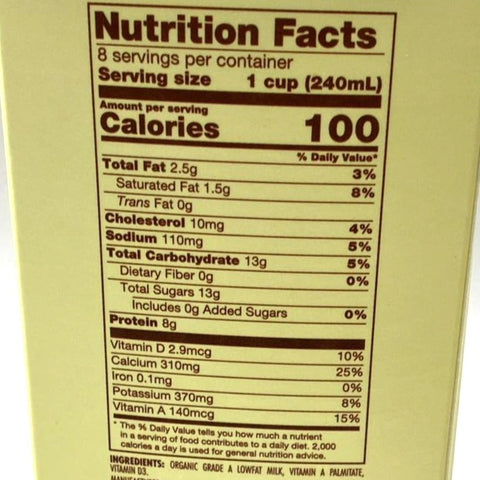 Nutrition Facts
8 servings per container
Serving size 1 cup (240mL)
Amount per serving
Calories 100
% Daily Value*
Total Fat 2.5g 3%
Saturated Fat 1.5g 8%
Trans Fat 0g
Cholesterol 10mg 4%
Sodium 110mg 5%
Total Carbohydrate 13g 5%
Dietary Fiber 0g 0%
Total Sugars 13g
Includes 0g Added Sugars 0%
Protein 8g
Vitamin D 2.9mcg 10%
Calcium 310mg 25%
Iron 0.1mg 0%
Potassium 370mg 8%
Vitamin A 140mcg 15%
* The % Daily Value tells you how much a nutrient
in a serving of food contributes to a daily diet. 2,000
calories a day is used for general nutrition advice.
INGREDIENTS: ORGANIC GRADE A LOWFAT MILK, VITAMIN A PALMITATE,
VITAMIN D3.